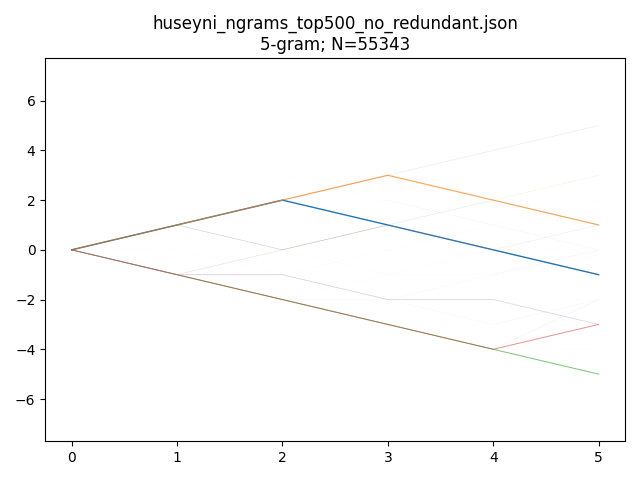 huseyni_ngrams_top500_no_redundant.json
5-gram; N=55343
6
4
2
0
−2
−4
−6
0 1 2 3 4 5